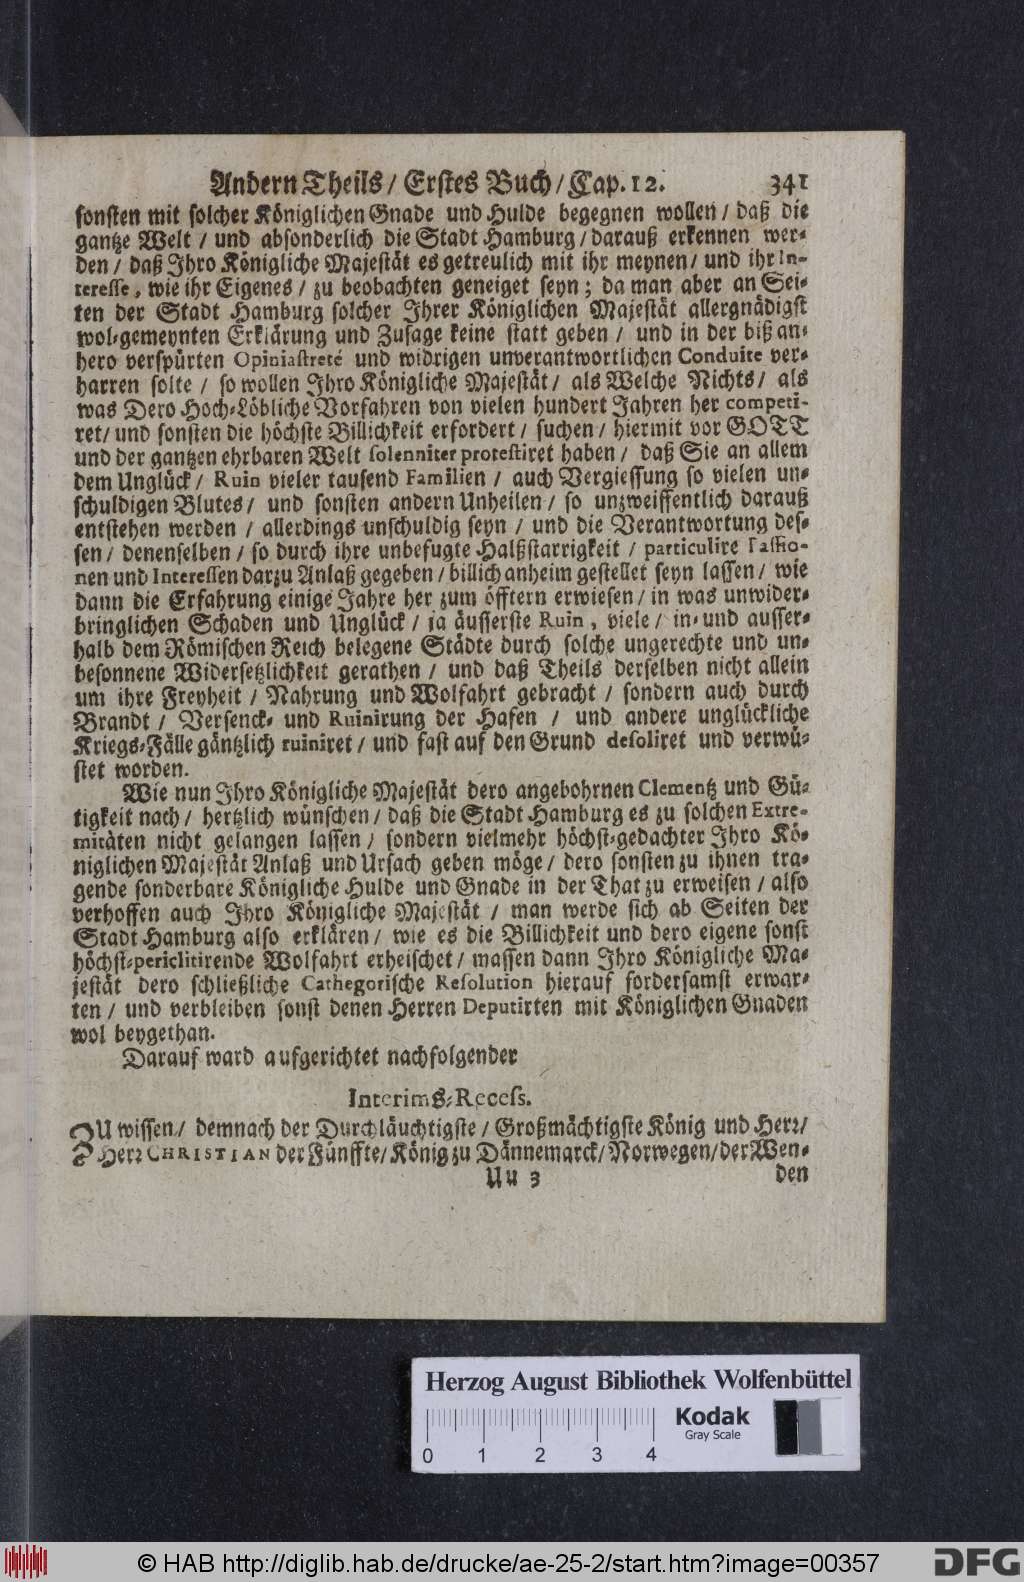 Andern Theils / Erstes Buch / Cap. 12. 341
sonsten mit solcher Königlichen Gnade und Hulde begegnen wollen / daß die
gantze Welt / und absonderlich die Stadt Hamburg / darauß erkennen wer-
den / daß Ihro Königliche Majestät es getreulich mit ihr meynen / und ihr In-
teresse, wie ihr Eigenes / zu beobachten geneiget seyn; da man aber an Sei-
ten der Stadt Hamburg solcher Ihrer Königlichen Majestät allergnädigst
wol-gemeynten Erklärung und Zusage keine statt geben / und in der biß an-
hero verspürten Opiniastreté und widrigen unverantwortlichen Conduite ver-
harren solte / so wollen Ihro Königliche Majestät / als Welche Nichts / als
was Dero Hoch-Löbliche Vorfahren von vielen hundert Jahren her competi-
ret / und sonsten die höchste Billichkeit erfordert / suchen / hiermit vor GOTT
und der gantzen ehrbaren Welt solenniter protestiret haben / daß Sie an allem
dem Unglück / Ruin vieler tausend Familien / auch Vergiessung so vielen un-
schuldigen Blutes / und sonsten andern Unheilen / so unzweiffentlich darauß
entstehen werden / allerdings unschuldig seyn / und die Verantwortung des-
sen / denenselben / so durch ihre unbefugte Halßstarrigkeit / particulire Passio-
nen und Interessen darzu Anlaß gegeben / billich anheim gestellet seyn lassen / wie
dann die Erfahrung einige Jahre her zum öfftern erwiesen / in was unwider-
bringlichen Schaden und Unglück / ja äusserste Ruin, viele / in- und ausser-
halb dem Römischen Reich belegene Städte durch solche ungerechte und un-
besonnene Widersetzlichkeit gerathen / und daß Theils derselben nicht allein
um ihre Freyheit / Nahrung und Wolfahrt gebracht / sondern auch durch
Brandt / Versenck- und Ruinirung der Hafen / und andere unglückliche
Kriegs-Fälle gäntzlich ruiniret / und fast auf den Grund desoliret und verwü-
stet worden.
Wie nun Ihro Königliche Majestät dero angebohrnen Clementz und Gü-
tigkeit nach / hertzlich wünschen / daß die Stadt Hamburg es zu solchen Extre-
mitäten nicht gelangen lassen / sondern vielmehr höchst-gedachter Ihro Kö-
niglichen Majestät Anlaß und Ursach geben möge / dero sonsten zu ihnen tra-
gende sonderbare Königliche Hulde und Gnade in der That zu erweisen / also
verhoffen auch Ihro Königliche Majestät / man werde sich ab Seiten der
Stadt Hamburg also erklären / wie es die Billichkeit und dero eigene sonst
höchst-periclitirende Wolfahrt erheischet / massen dann Ihro Königliche Ma-
jestät dero schließliche Cathegorische Resolution hierauf fordersamst erwar-
ten / und verbleiben sonst denen Herren Deputirten mit Königlichen Gnaden
wol beygethan.
Darauf ward aufgerichtet nachfolgender
Interims-Recess.
ZU wissen / demnach der Durchläuchtigste / Großmächtigste König und Herr /
Herr CHRISTIAN der Fünffte / König zu Dännemarck / Norwegen / der Wen-
Uu 3 den
Herzog August Bibliothek Wolfenbüttel
Kodak
Gray Scale
0 1 2 3 4
© HAB http://diglib.hab.de/drucke/ae-25-2/start.htm?image=00357
DFG